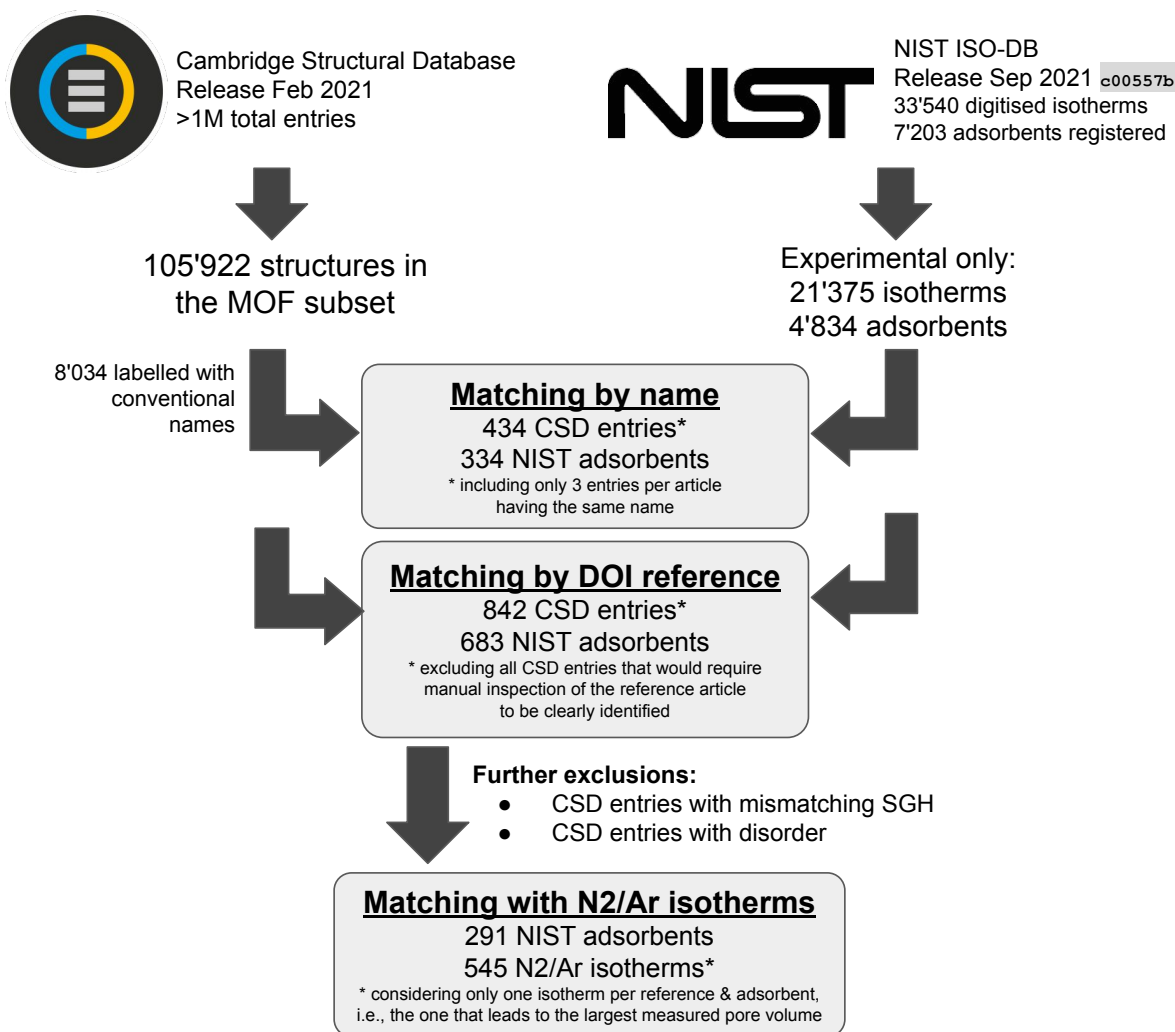 Cambridge Structural Database
Release Feb 2021
>1M total entries
NIST
NIST ISO-DB
Release Sep 2021 c00557b
33'540 digitised isotherms
7'203 adsorbents registered
105'922 structures in
the MOF subset
Experimental only:
21'375 isotherms
4'834 adsorbents
8'034 labelled with
conventional
names
Matching by name
434 CSD entries*
334 NIST adsorbents
* including only 3 entries per article
having the same name
Matching by DOI reference
842 CSD entries*
683 NIST adsorbents
* excluding all CSD entries that would require
manual inspection of the reference article
to be clearly identified
Further exclusions:
● CSD entries with mismatching SGH
● CSD entries with disorder
Matching with N2/Ar isotherms
291 NIST adsorbents
545 N2/Ar isotherms*
* considering only one isotherm per reference & adsorbent,
i.e., the one that leads to the largest measured pore volume